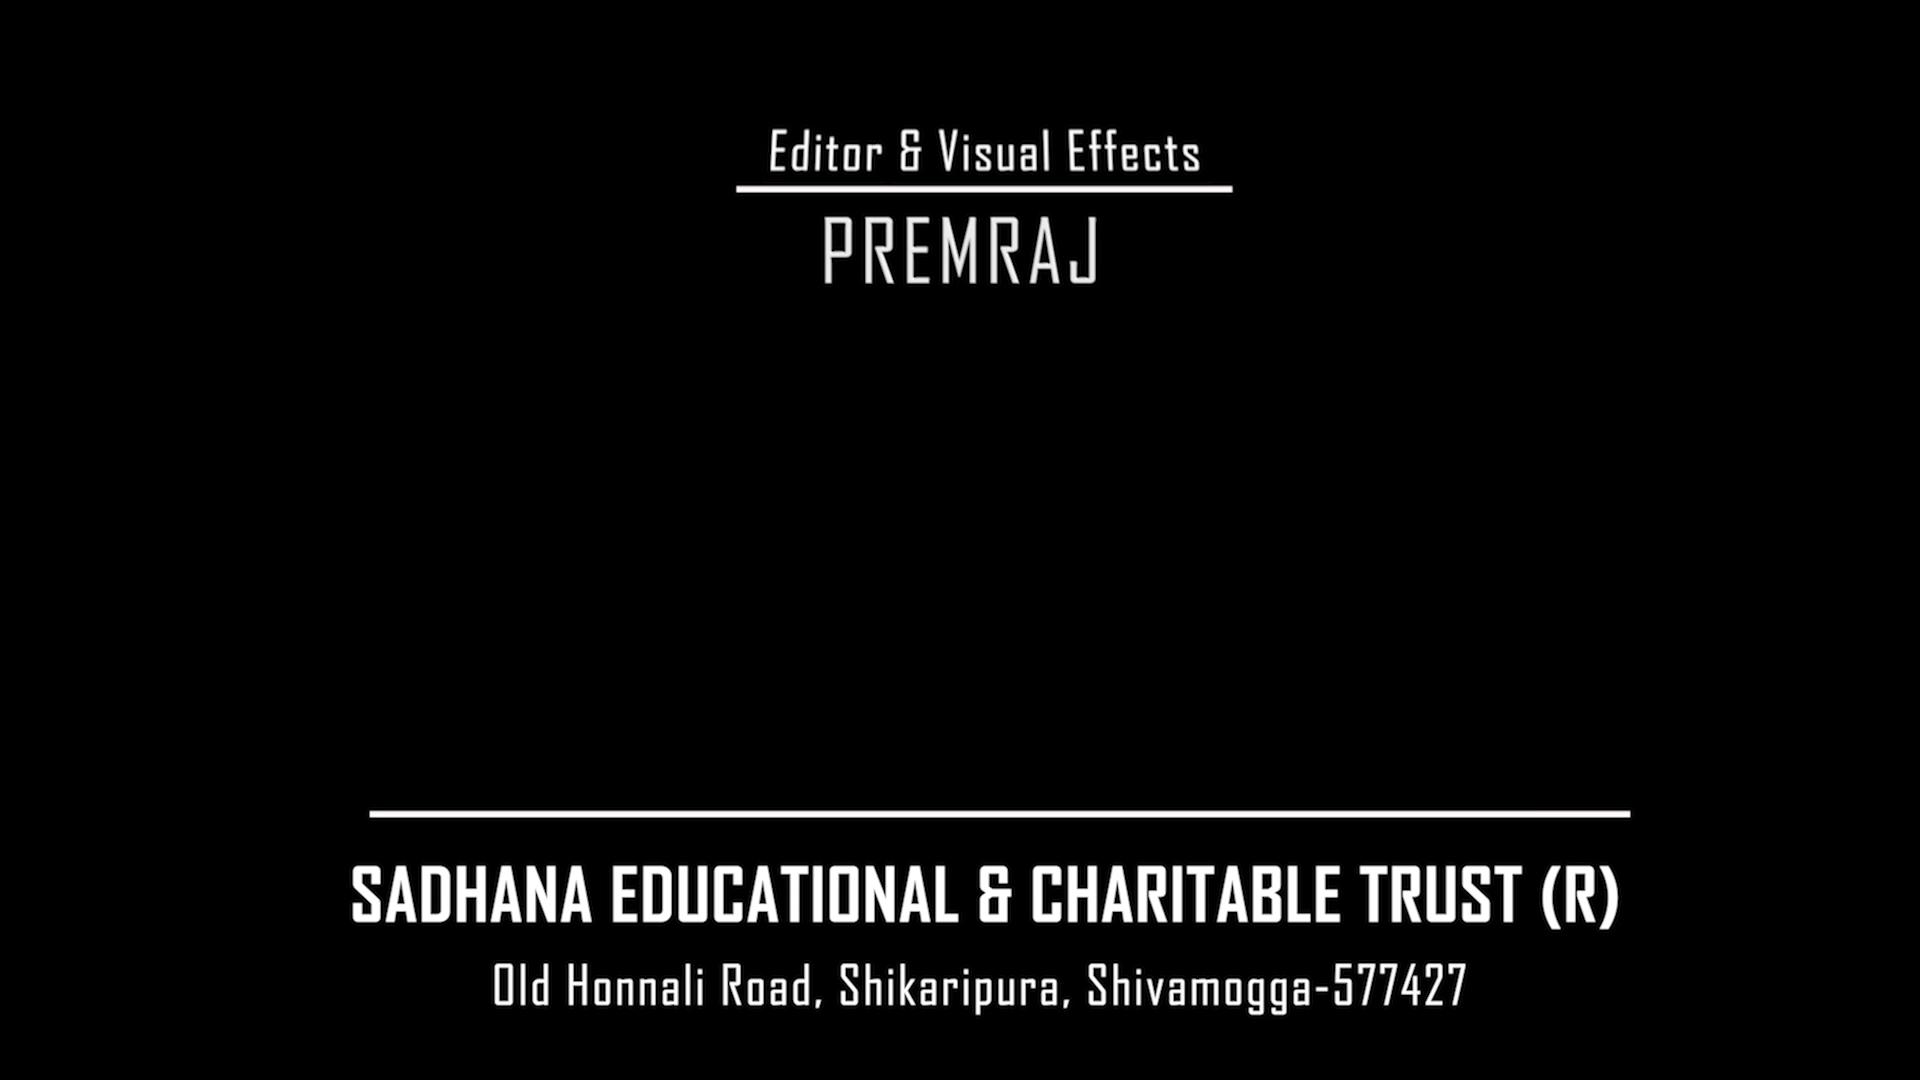 Editor & Visual Effects
PREMRAJ
SADHANA EDUCATIONAL & CHARITABLE TRUST (R)
Old Honnali Road, Shikaripura, Shivamogga-577427